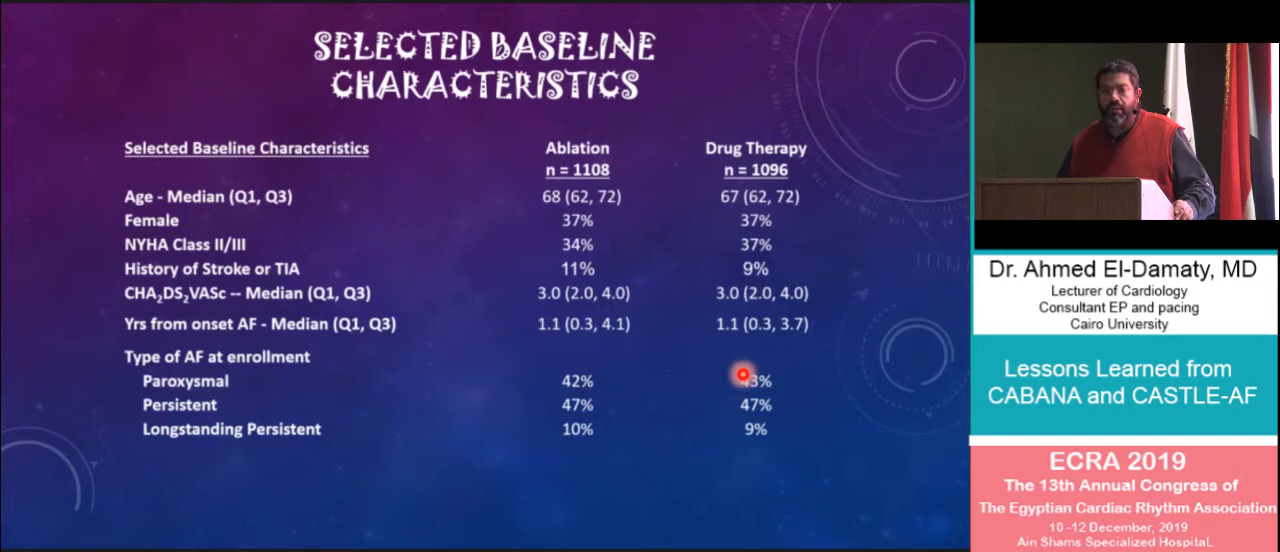 SELECTED BASELINE
CHARACTERISTICS
Selected Baseline Characteristics Ablation Drug Therapy
n = 1108 n = 1096
Age - Median (Q1, Q3) 68 (62, 72) 67 (62, 72)
Female 37% 37%
NYHA Class II/III 34% 37%
History of Stroke or TIA 11% 9%
CHA₂DS₂VASc -- Median (Q1, Q3) 3.0 (2.0, 4.0) 3.0 (2.0, 4.0)
Yrs from onset AF - Median (Q1, Q3) 1.1 (0.3, 4.1) 1.1 (0.3, 3.7)
Type of AF at enrollment
Paroxysmal 42% 43%
Persistent 47% 47%
Longstanding Persistent 10% 9%
Dr. Ahmed El-Damaty, MD
Lecturer of Cardiology
Consultant EP and pacing
Cairo University
Lessons Learned from
CABANA and CASTLE-AF
ECRA 2019
The 13th Annual Congress of
The Egyptian Cardiac Rhythm Association
10 -12 December, 2019
Ain Shams Specialized HospitaL